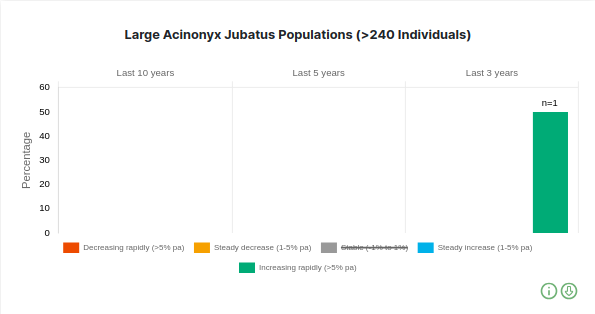 Large Acinonyx Jubatus Populations (>240 Individuals)
Last 10 years Last 5 years Last 3 years
Percentage
60
50
40
30
20
10
0
n=1
Decreasing rapidly (>5% pa) Steady decrease (1-5% pa) Stable (-1% to 1%) Steady increase (1-5% pa)
Increasing rapidly (>5% pa)